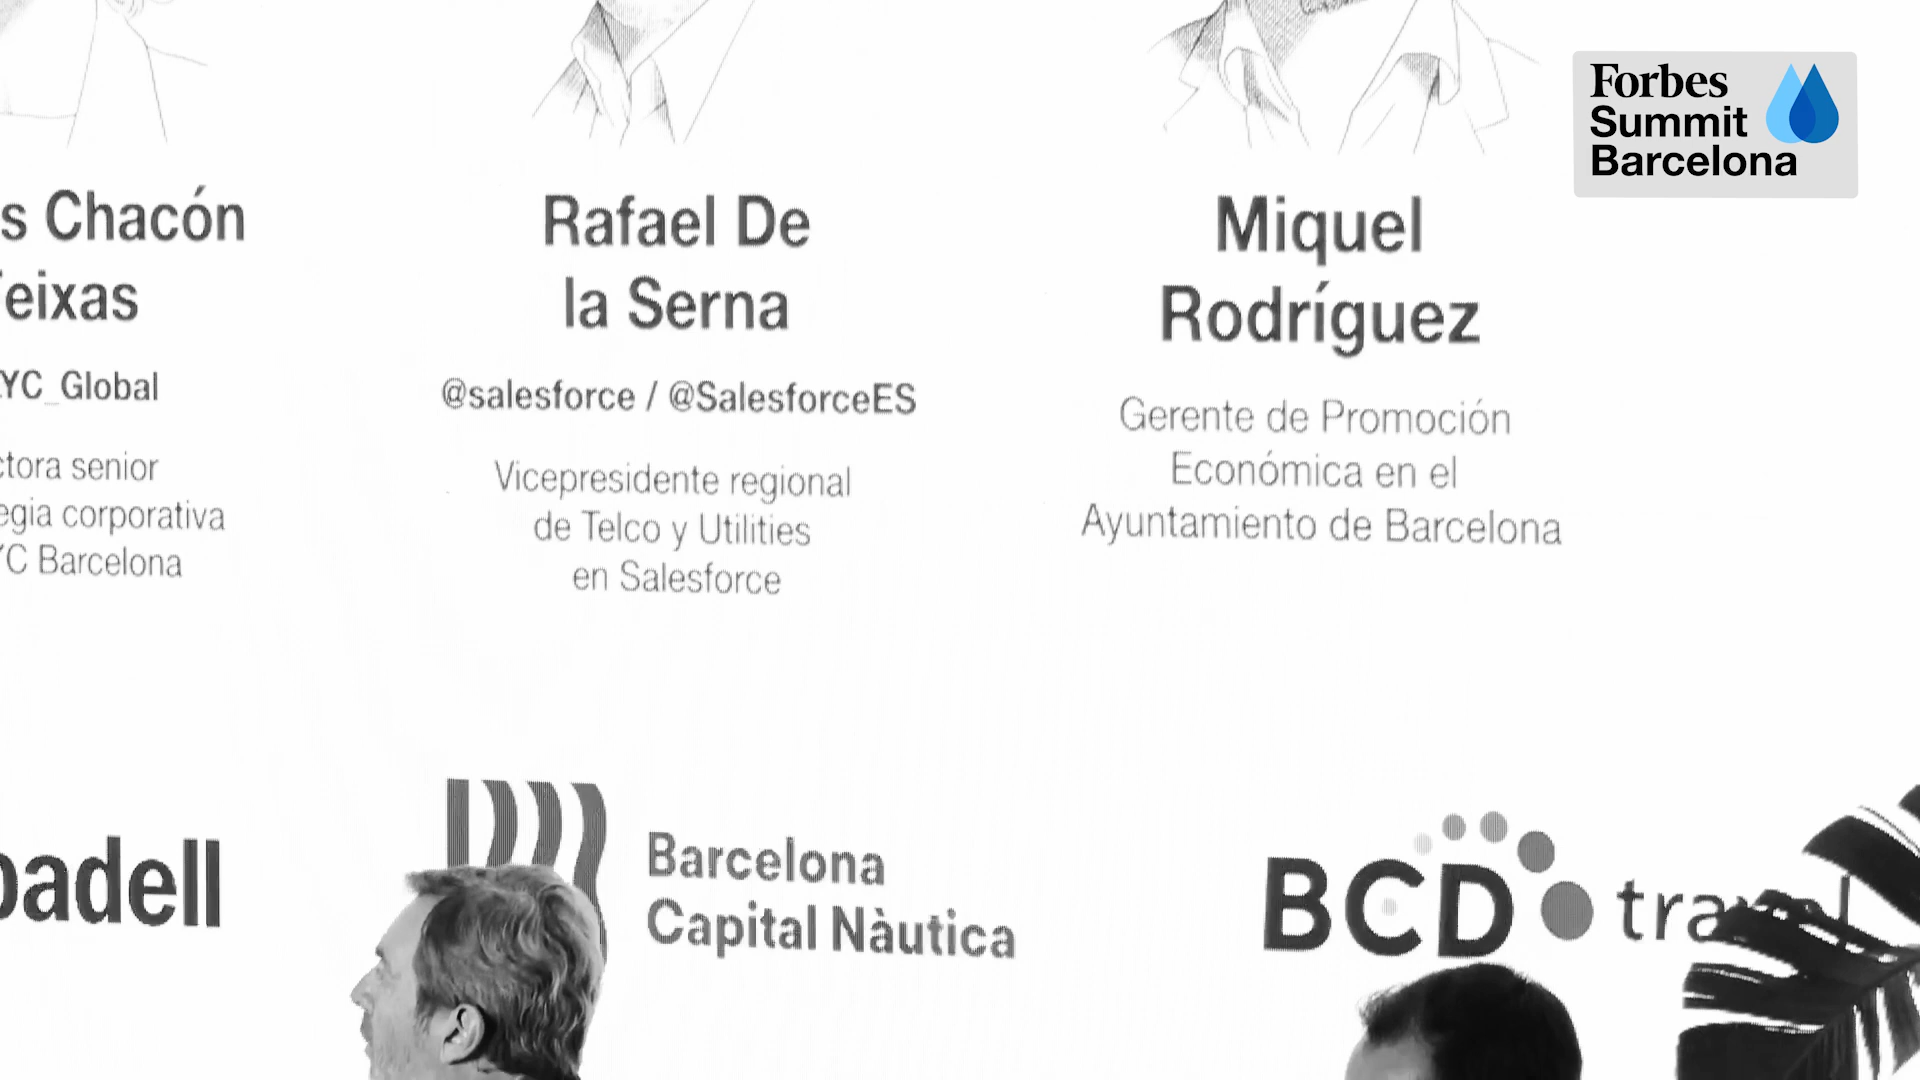 Forbes
Summit
Barcelona
s Chacón
eixas
YC_Global
ctora senior
egia corporativa
C Barcelona
Rafael De
la Serna
@salesforce / @SalesforceES
Vicepresidente regional
de Telco y Utilities
en Salesforce
Miquel
Rodríguez
Gerente de Promoción
Económica en el
Ayuntamiento de Barcelona
badell
Barcelona
Capital Nàutica
BCD travel